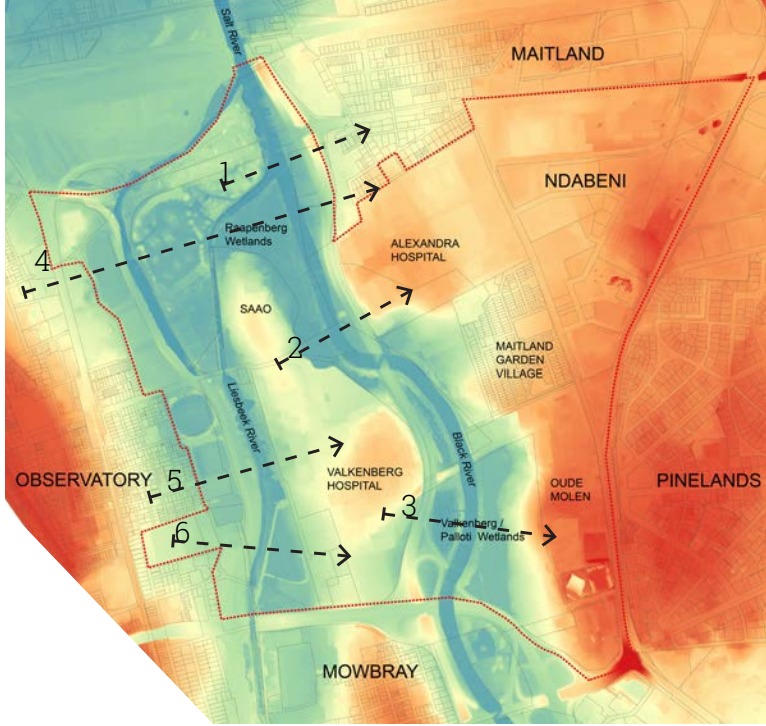 Salt River
MAITLAND
1
NDABENI
Raapenberg
Wetlands
ALEXANDRA
HOSPITAL
4
SAAO
2
MAITLAND
GARDEN
VILLAGE
Liesbeek River
Black River
OBSERVATORY
5
VALKENBERG
HOSPITAL
OUDE
MOLEN
PINELANDS
3
Valkenberg /
Palloti Wetlands
6
MOWBRAY